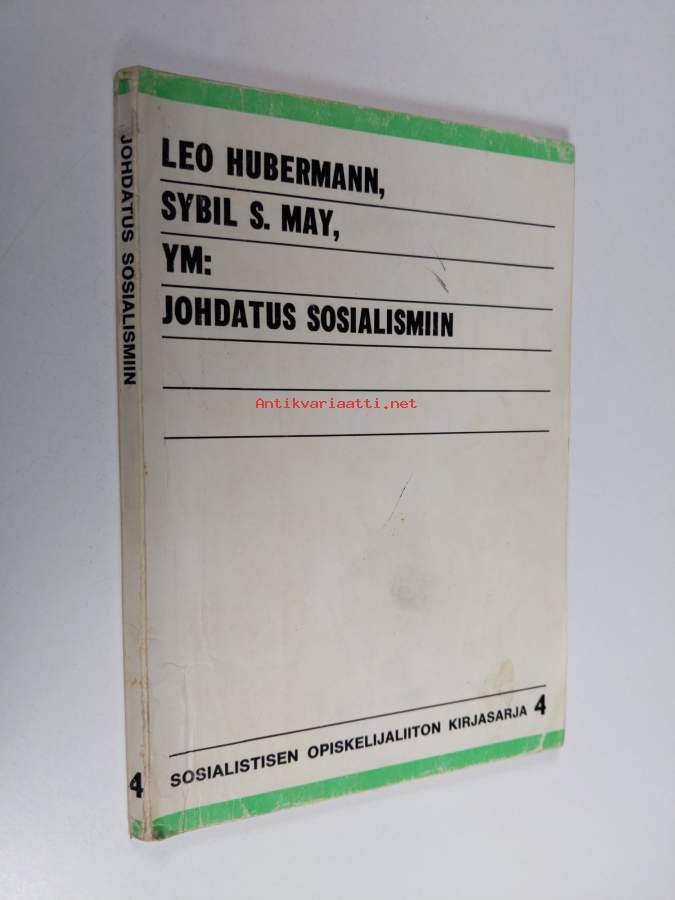 LEO HUBERMANN,
SYBIL S. MAY,
YM:
JOHDATUS SOSIALISMIIN
Antikvariaatti.net
SOSIALISTISEN OPISKELIJALIITON KIRJASARJA 4
JOHDATUS SOSIALISMIIN
4